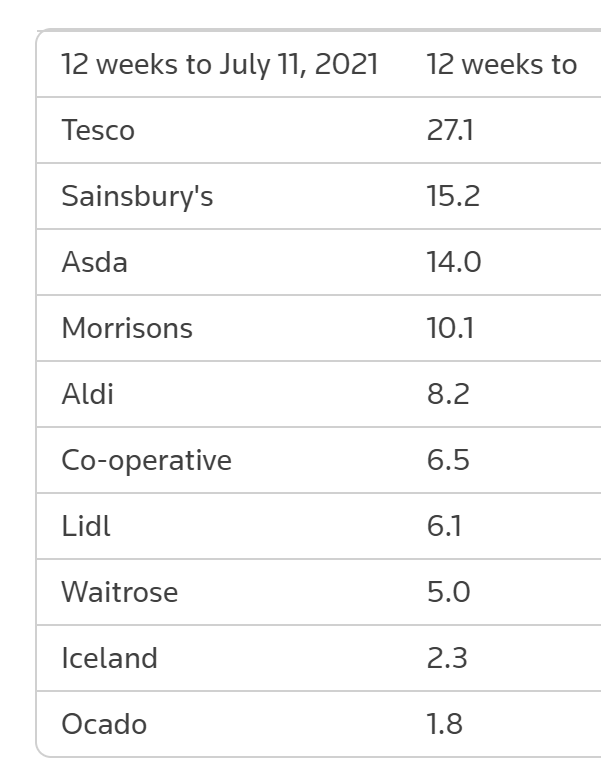 12 weeks to July 11, 2021 12 weeks to
Tesco 27.1
Sainsbury's 15.2
Asda 14.0
Morrisons 10.1
Aldi 8.2
Co-operative 6.5
Lidl 6.1
Waitrose 5.0
Iceland 2.3
Ocado 1.8